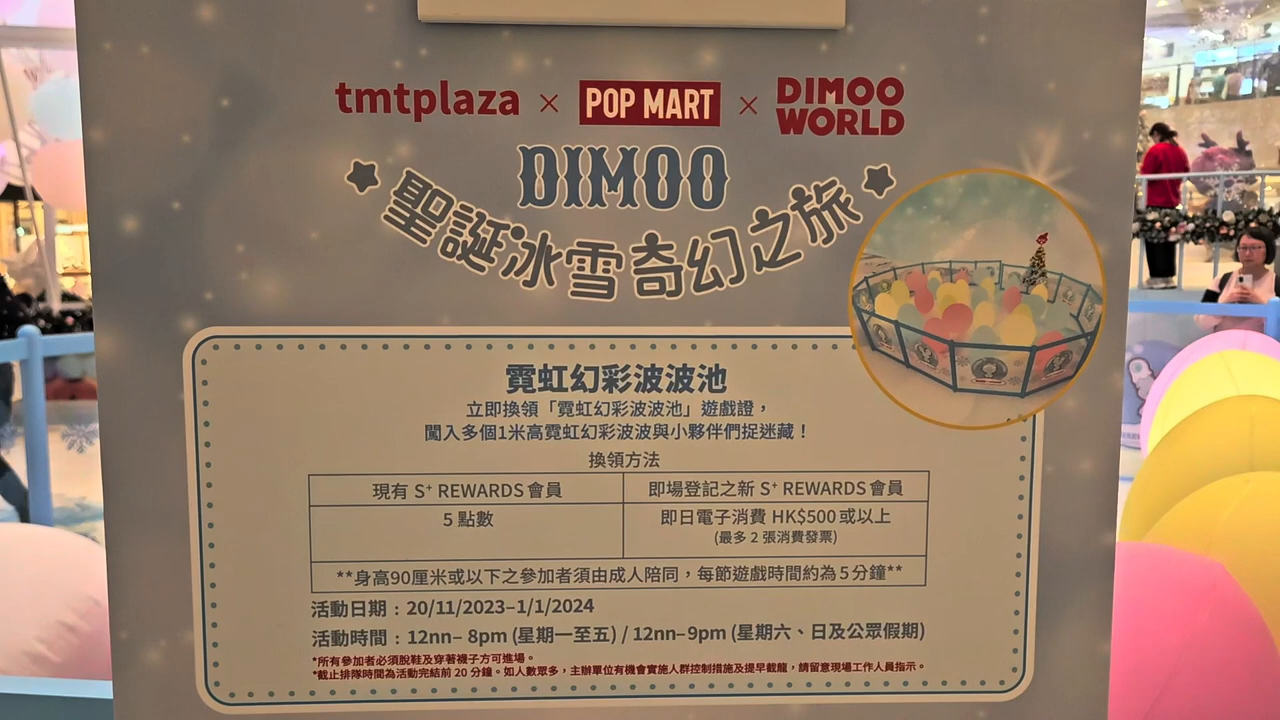 tmtplaza × POP MART × DIMOO WORLD
DIMOO
聖誕冰雪奇幻之旅
霓虹幻彩波波池
立即換領「霓虹幻彩波波池」遊戲證，
闖入多個1米高霓虹幻彩波波與小夥伴們捉迷藏！
換領方法
現有 S⁺ REWARDS 會員 即場登記之新 S⁺ REWARDS 會員
5 點數 即日電子消費 HK$500 或以上
(最多 2 張消費發票)
**身高90厘米或以下之參加者須由成人陪同，每節遊戲時間約為5分鐘**
活動日期：20/11/2023–1/1/2024
活動時間：12nn– 8pm (星期一至五) / 12nn–9pm (星期六、日及公眾假期)
*所有參加者必須脫鞋及穿著襪子方可進場。
*截止排隊時間為活動完結前 20 分鐘。如人數眾多，主辦單位有機會實施人群控制措施及提早截龍，請留意現場工作人員指示。